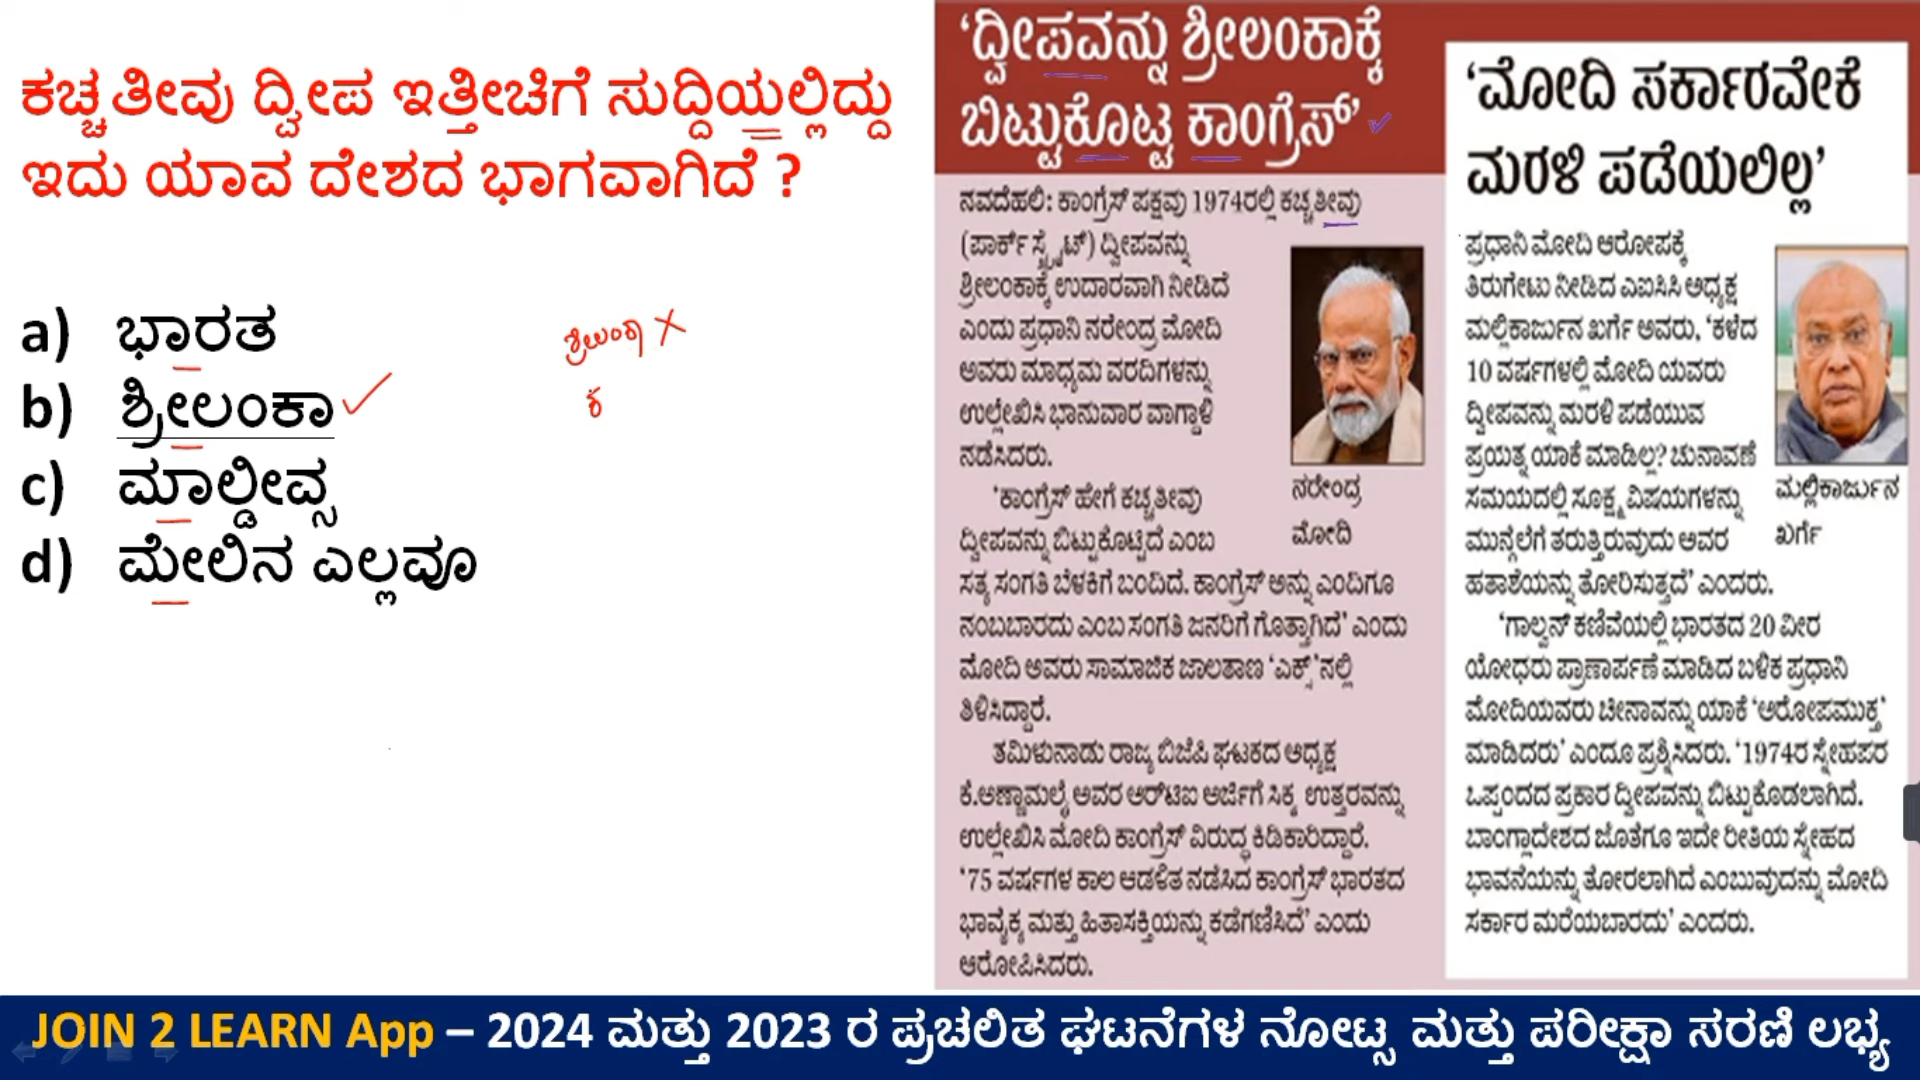 ಕಚ್ಚತೀವು ದ್ವೀಪ ಇತ್ತೀಚಿಗೆ ಸುದ್ದಿಯಲ್ಲಿದ್ದು
ಇದು ಯಾವ ದೇಶದ ಭಾಗವಾಗಿದೆ ?
a) ಭಾರತ
b) ಶ್ರೀಲಂಕಾ
c) ಮಾಲ್ಡೀವ್ಸ
d) ಮೇಲಿನ ಎಲ್ಲವೂ
ಶ್ರೀಲಂಕಾ
‘ದ್ವೀಪವನ್ನು ಶ್ರೀಲಂಕಾಕ್ಕೆ
ಬಿಟ್ಟುಕೊಟ್ಟ ಕಾಂಗ್ರೆಸ್’
ನವದೆಹಲಿ: ಕಾಂಗ್ರೆಸ್ ಪಕ್ಷವು 1974ರಲ್ಲಿ ಕಚ್ಚತೀವು
(ಪಾರ್ಕ್ ಸ್ಟ್ರೈಟ್) ದ್ವೀಪವನ್ನು
ಶ್ರೀಲಂಕಾಕ್ಕೆ ಉದಾರವಾಗಿ ನೀಡಿದೆ
ಎಂದು ಪ್ರಧಾನಿ ನರೇಂದ್ರ ಮೋದಿ
ಅವರು ಮಾಧ್ಯಮ ವರದಿಗಳನ್ನು
ಉಲ್ಲೇಖಿಸಿ ಭಾನುವಾರ ವಾಗ್ದಾಳಿ
ನಡೆಸಿದರು.
‘ಕಾಂಗ್ರೆಸ್ ಹೇಗೆ ಕಚ್ಚತೀವು
ದ್ವೀಪವನ್ನು ಬಿಟ್ಟುಕೊಟ್ಟಿದೆ ಎಂಬ
ಸತ್ಯ ಸಂಗತಿ ಬೆಳಕಿಗೆ ಬಂದಿದೆ. ಕಾಂಗ್ರೆಸ್ ಅನ್ನು ಎಂದಿಗೂ
ನಂಬಬಾರದು ಎಂಬ ಸಂಗತಿ ಜನರಿಗೆ ಗೊತ್ತಾಗಿದೆ’ ಎಂದು
ಮೋದಿ ಅವರು ಸಾಮಾಜಿಕ ಜಾಲತಾಣ ‘ಎಕ್ಸ್’ನಲ್ಲಿ
ತಿಳಿಸಿದ್ದಾರೆ.
ತಮಿಳುನಾಡು ರಾಜ್ಯ ಬಿಜೆಪಿ ಘಟಕದ ಅಧ್ಯಕ್ಷ
ಕೆ.ಅಣ್ಣಾಮಲೈ ಅವರ ಆರ್‌ಟಿಐ ಅರ್ಜಿಗೆ ಸಿಕ್ಕ ಉತ್ತರವನ್ನು
ಉಲ್ಲೇಖಿಸಿ ಮೋದಿ ಕಾಂಗ್ರೆಸ್ ವಿರುದ್ಧ ಕಿಡಿಕಾರಿದ್ದಾರೆ.
‘75 ವರ್ಷಗಳ ಕಾಲ ಆಡಳಿತ ನಡೆಸಿದ ಕಾಂಗ್ರೆಸ್ ಭಾರತದ
ಭಾವೈಕ್ಯ ಮತ್ತು ಹಿತಾಸಕ್ತಿಯನ್ನು ಕಡೆಗಣಿಸಿದೆ’ ಎಂದು
ಆರೋಪಿಸಿದರು.
ನರೇಂದ್ರ
ಮೋದಿ
‘ಮೋದಿ ಸರ್ಕಾರವೇಕೆ
ಮರಳಿ ಪಡೆಯಲಿಲ್ಲ’
ಪ್ರಧಾನಿ ಮೋದಿ ಆರೋಪಕ್ಕೆ
ತಿರುಗೇಟು ನೀಡಿದ ಎಐಸಿಸಿ ಅಧ್ಯಕ್ಷ
ಮಲ್ಲಿಕಾರ್ಜುನ ಖರ್ಗೆ ಅವರು, ‘ಕಳೆದ
10 ವರ್ಷಗಳಲ್ಲಿ ಮೋದಿ ಯವರು
ದ್ವೀಪವನ್ನು ಮರಳಿ ಪಡೆಯುವ
ಪ್ರಯತ್ನ ಯಾಕೆ ಮಾಡಿಲ್ಲ? ಚುನಾವಣೆ
ಸಮಯದಲ್ಲಿ ಸೂಕ್ಷ್ಮ ವಿಷಯಗಳನ್ನು
ಮುನ್ನೆಲೆಗೆ ತರುತ್ತಿರುವುದು ಅವರ
ಹತಾಶೆಯನ್ನು ತೋರಿಸುತ್ತದೆ’ ಎಂದರು.
‘ಗಾಲ್ವನ್ ಕಣಿವೆಯಲ್ಲಿ ಭಾರತದ 20 ವೀರ
ಯೋಧರು ಪ್ರಾಣಾರ್ಪಣೆ ಮಾಡಿದ ಬಳಿಕ ಪ್ರಧಾನಿ
ಮೋದಿಯವರು ಚೀನಾವನ್ನು ಯಾಕೆ ‘ಆರೋಪಮುಕ್ತ’
ಮಾಡಿದರು’ ಎಂದೂ ಪ್ರಶ್ನಿಸಿದರು. ‘1974ರ ಸ್ನೇಹಪರ
ಒಪ್ಪಂದದ ಪ್ರಕಾರ ದ್ವೀಪವನ್ನು ಬಿಟ್ಟುಕೊಡಲಾಗಿದೆ.
ಬಾಂಗ್ಲಾದೇಶದ ಜೊತೆಗೂ ಇದೇ ರೀತಿಯ ಸ್ನೇಹದ
ಭಾವನೆಯನ್ನು ತೋರಲಾಗಿದೆ ಎಂಬುವುದನ್ನು ಮೋದಿ
ಸರ್ಕಾರ ಮರೆಯಬಾರದು’ ಎಂದರು.
ಮಲ್ಲಿಕಾರ್ಜುನ
ಖರ್ಗೆ
JOIN 2 LEARN App – 2024 ಮತ್ತು 2023 ರ ಪ್ರಚಲಿತ ಘಟನೆಗಳ ನೋಟ್ಸ ಮತ್ತು ಪರೀಕ್ಷಾ ಸರಣಿ ಲಭ್ಯ